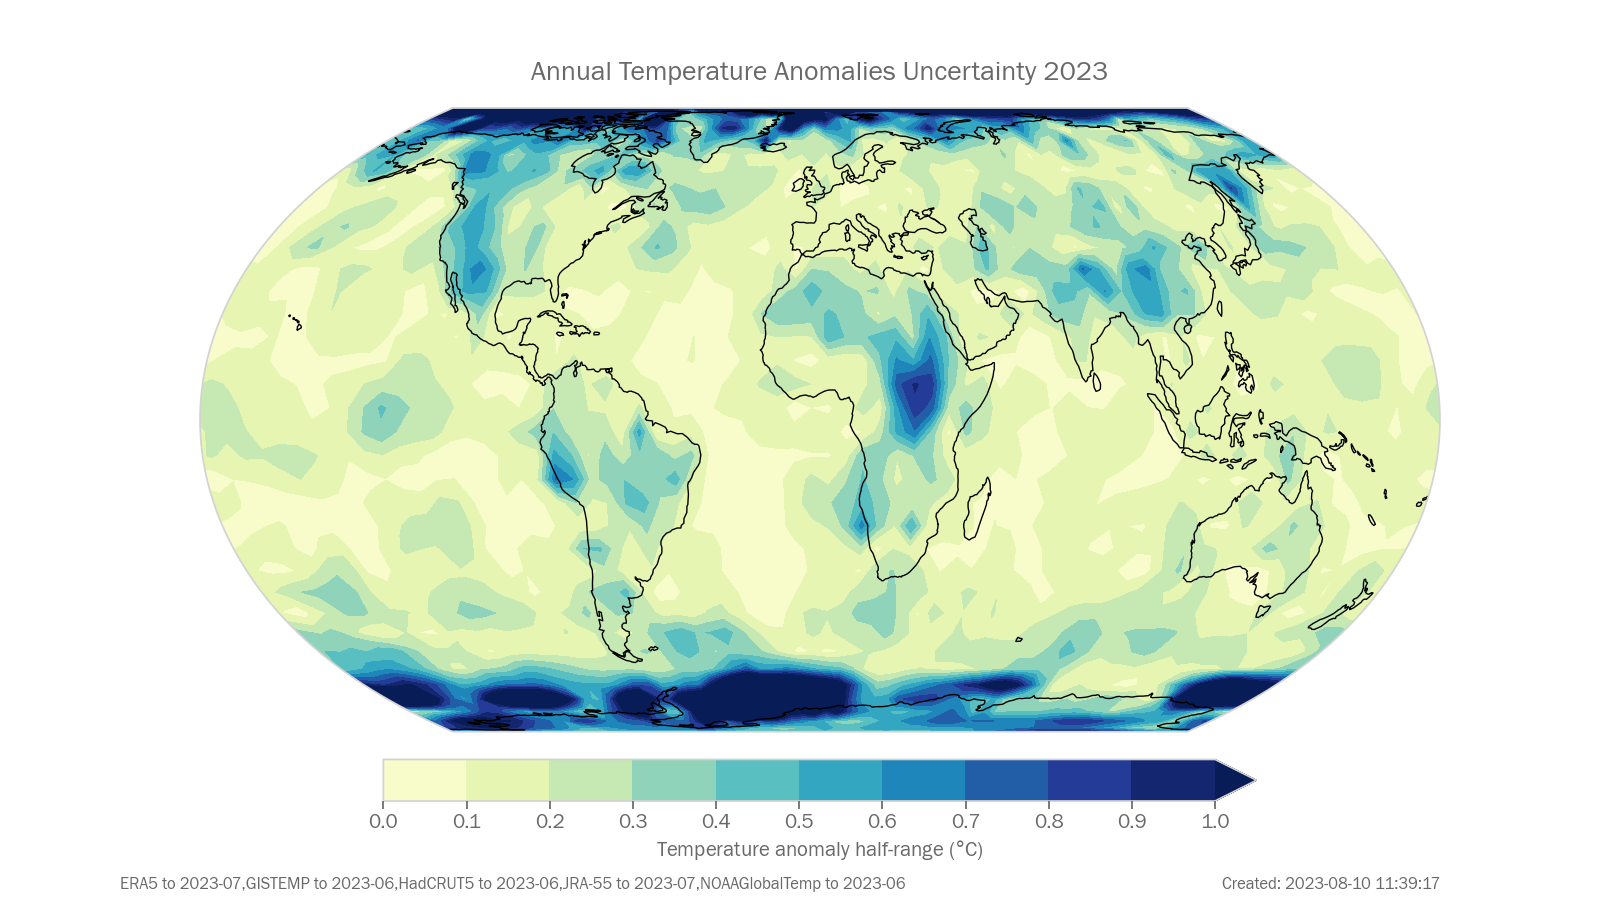 Annual Temperature Anomalies Uncertainty 2023
0.0 0.1 0.2 0.3 0.4 0.5 0.6 0.7 0.8 0.9 1.0
Temperature anomaly half-range (°C)
ERA5 to 2023-07,GISTEMP to 2023-06,HadCRUT5 to 2023-06,JRA-55 to 2023-07,NOAAGlobalTemp to 2023-06
Created: 2023-08-10 11:39:17